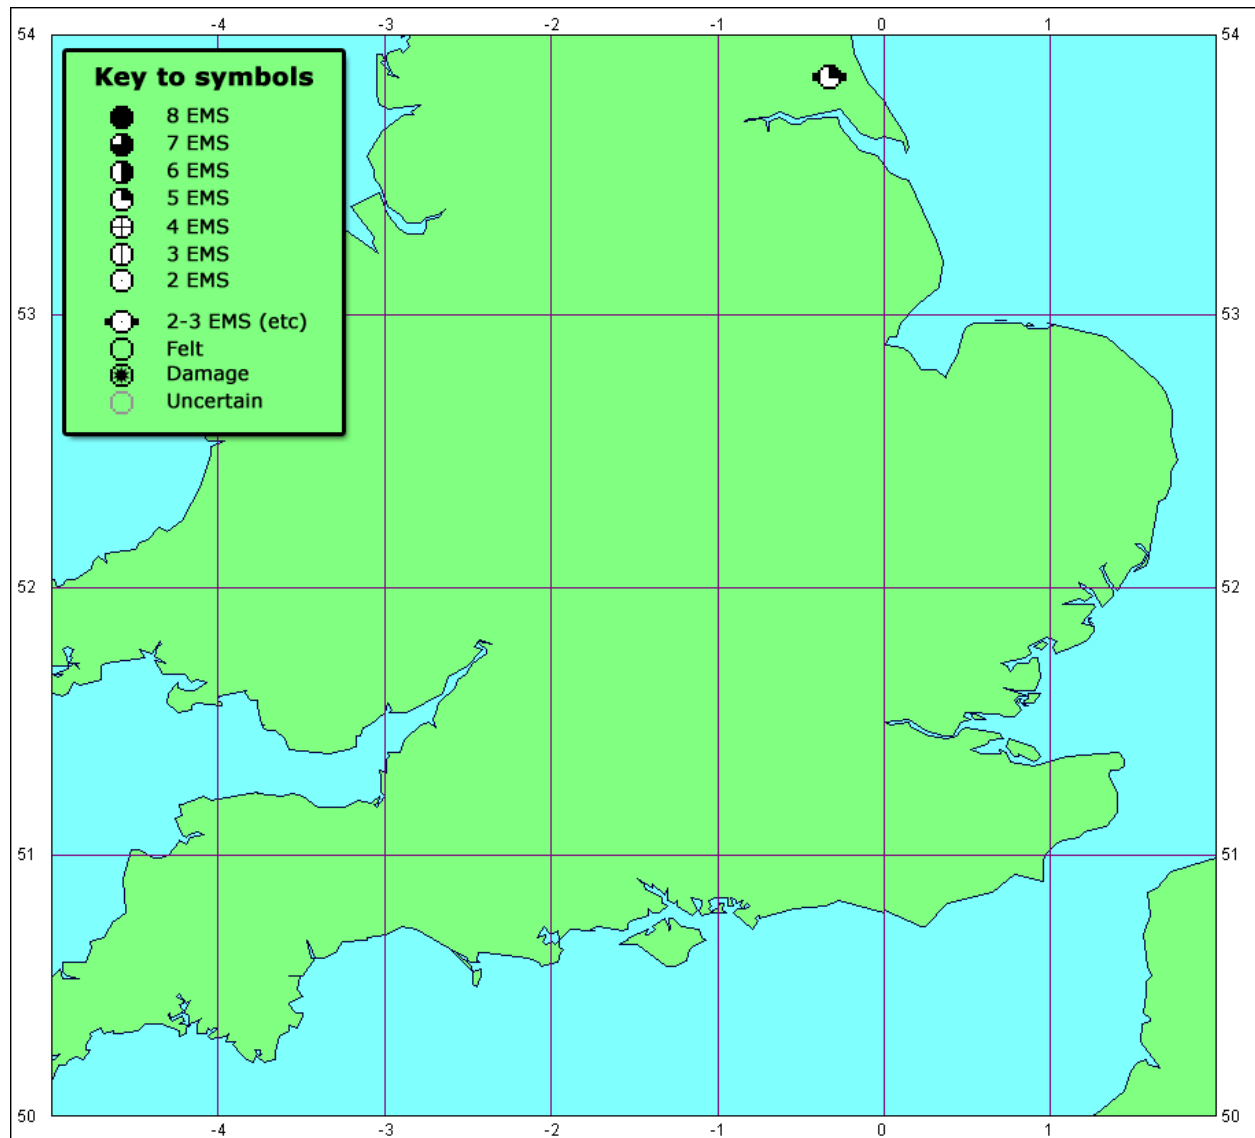 -4 -3 -2 -1 0 1
54 54
Key to symbols
8 EMS
7 EMS
6 EMS
5 EMS
4 EMS
3 EMS
2 EMS
2-3 EMS (etc)
Felt
Damage
Uncertain
53 53
52 52
51 51
50 50
-4 -3 -2 -1 0 1